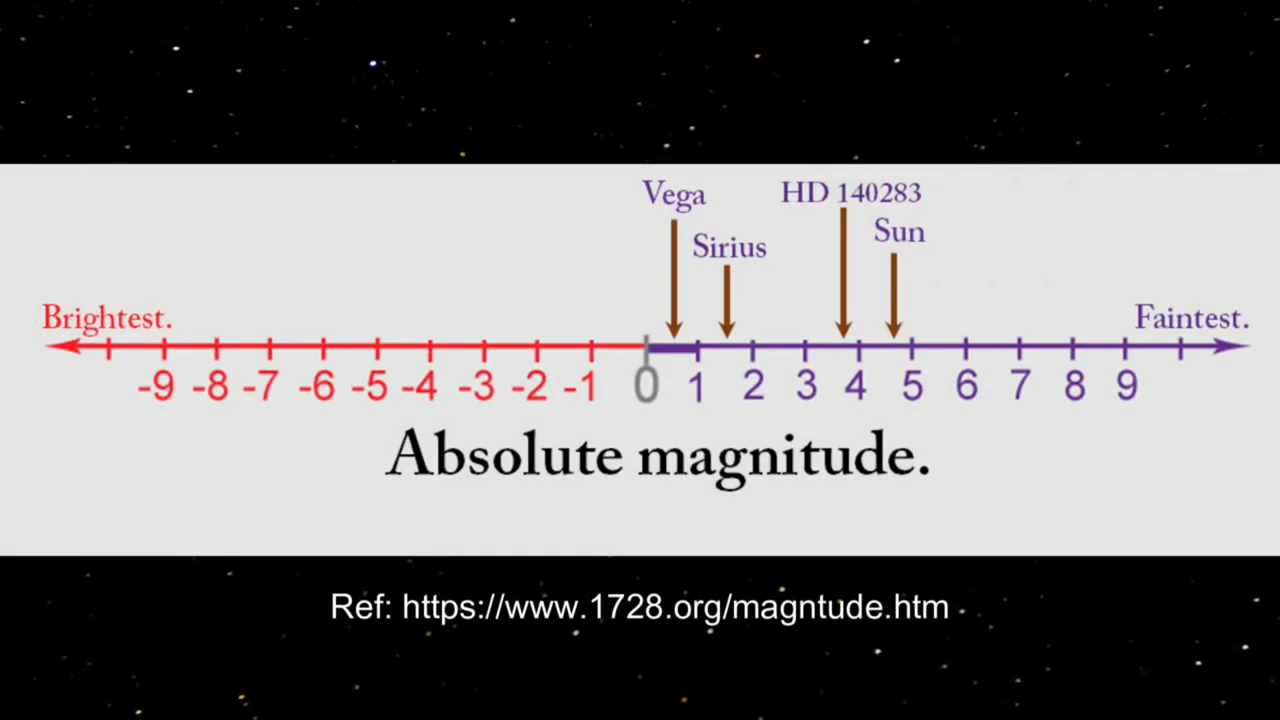 Vega
HD 140283
Sirius
Sun
Brightest.
Faintest.
-9 -8 -7 -6 -5 -4 -3 -2 -1 0 1 2 3 4 5 6 7 8 9
Absolute magnitude.
Ref: https://www.1728.org/magntude.htm